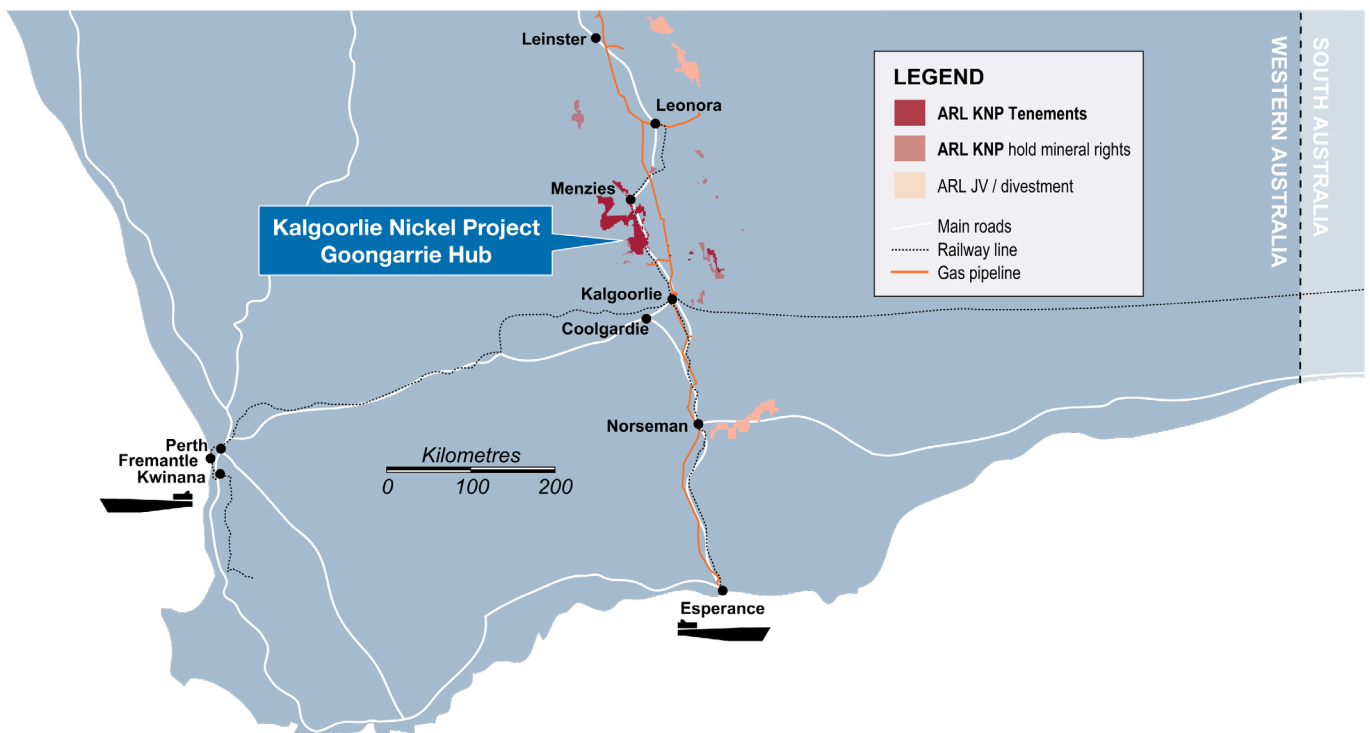 Leinster
Leonora
Menzies
Kalgoorlie Nickel Project
Goongarrie Hub
Kalgoorlie
Coolgardie
Norseman
Perth
Fremantle
Kwinana
Kilometres
0 100 200
Esperance
LEGEND
ARL KNP Tenements
ARL KNP hold mineral rights
ARL JV / divestment
Main roads
Railway line
Gas pipeline
WESTERN AUSTRALIA
SOUTH AUSTRALIA